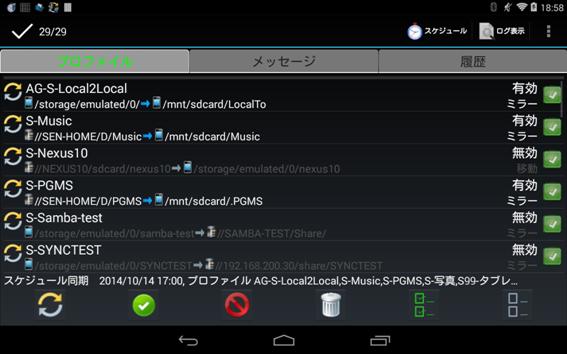 18:58
29/29
スケジュール
ログ表示
プロファイル
メッセージ
履歴
AG-S-Local2Local
有効
/storage/emulated/0/ /mnt/sdcard/LocalTo
ミラー
S-Music
有効
//SEN-HOME/D/Music /mnt/sdcard/Music
ミラー
S-Nexus10
無効
//NEXUS10/sdcard/nexus10 /storage/emulated/0/nexus10
移動
S-PGMS
有効
//SEN-HOME/D/PGMS /mnt/sdcard/.PGMS
ミラー
S-Samba-test
無効
/storage/emulated/0/samba-test //SAMBA-TEST/Share/
ミラー
S-SYNCTEST
無効
/storage/emulated/0/SYNCTEST //192.168.200.30/share/SYNCTEST
ミラー
スケジュール同期 2014/10/14 17:00, プロファイル AG-S-Local2Local,S-Music,S-PGMS,S-写真,S99-タブレ...